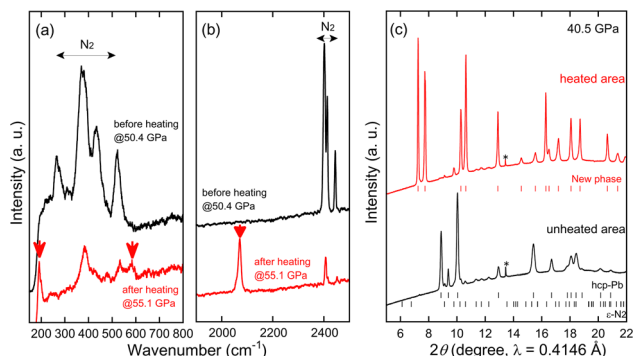 (a)
N2
before heating
@50.4 GPa
after heating
@55.1 GPa
Intensity (a. u.)
200 300 400 500 600 700 800
(b)
N2
before heating
@50.4 GPa
after heating
@55.1 GPa
2000 2200 2400
Wavenumber (cm⁻¹)
(c)
40.5 GPa
heated area
*
New phase
unheated area
*
hcp-Pb
ε-N2
Intensity (a. u.)
6 8 10 12 14 16 18 20 22
2θ (degree, λ = 0.4146 Å)